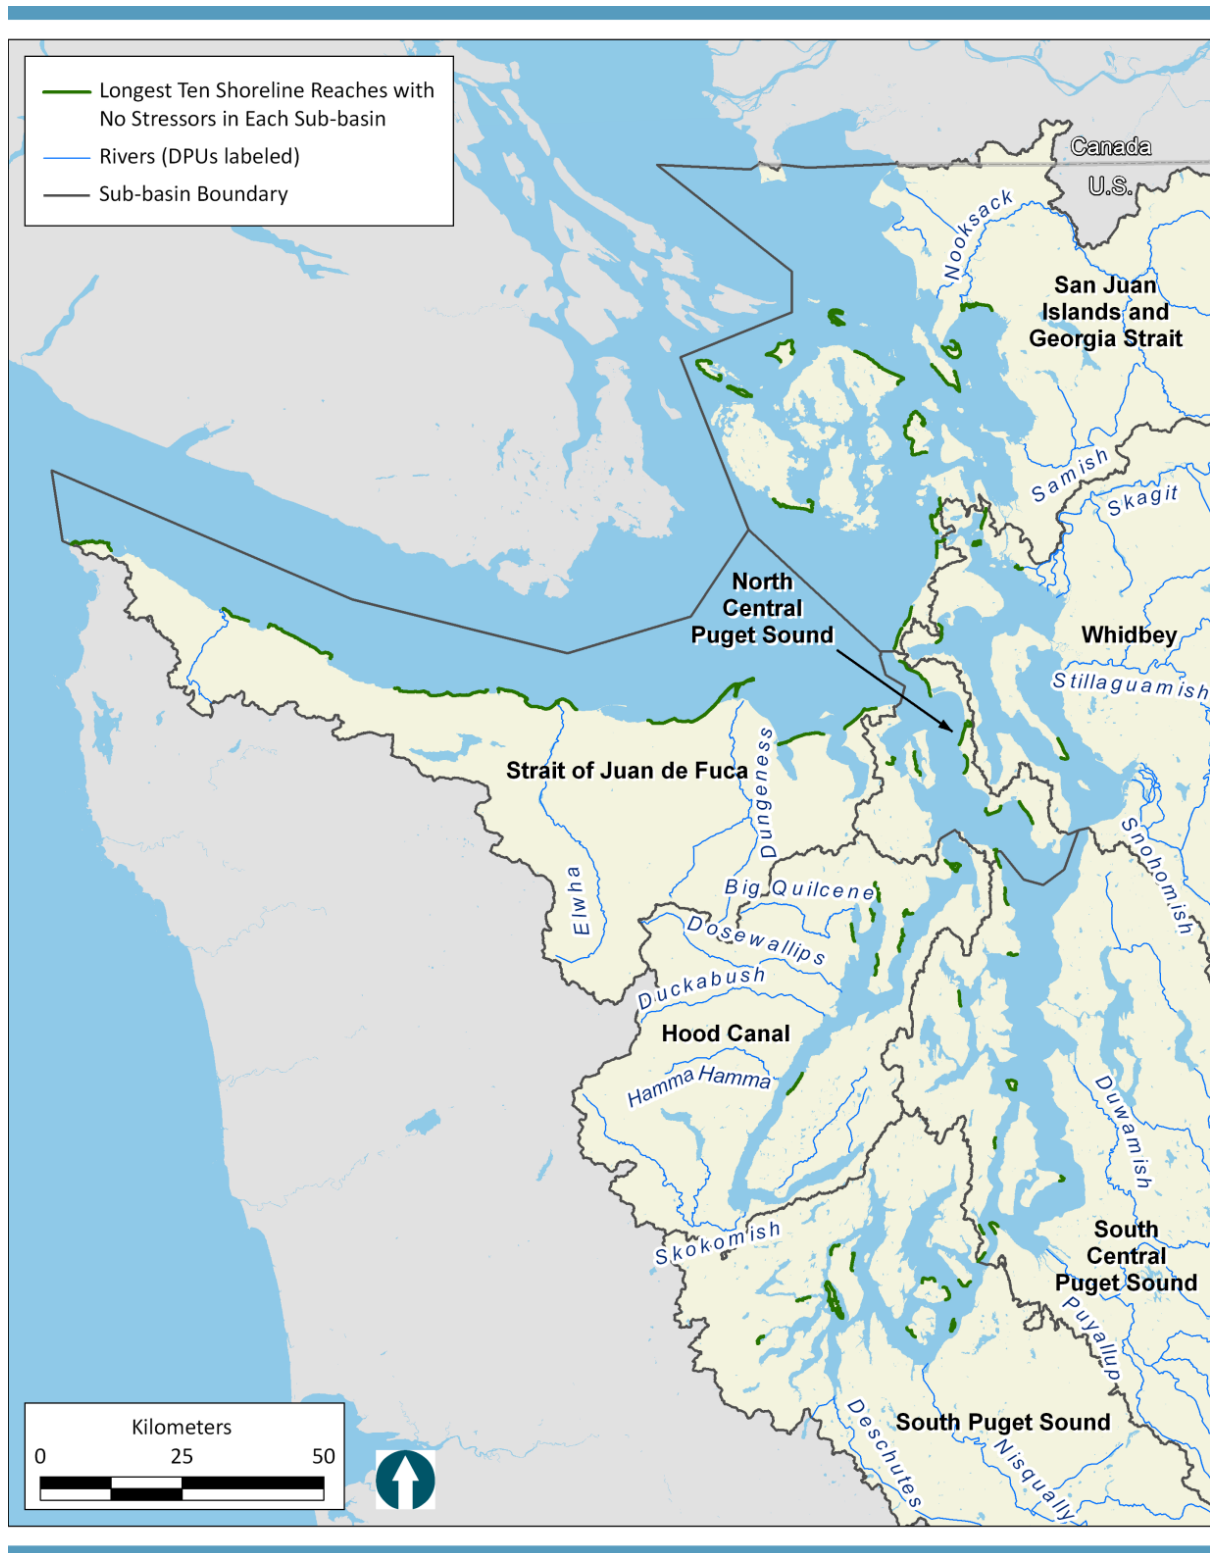 Longest Ten Shoreline Reaches with
No Stressors in Each Sub-basin
Rivers (DPUs labeled)
Sub-basin Boundary
Canada
U.S.
Nooksack
San Juan
Islands and
Georgia Strait
Samish
Skagit
North
Central
Puget Sound
Whidbey
Stillaguamish
Strait of Juan de Fuca
Dungeness
Elwha
Snohomish
Big Quilcene
Dosewallips
Duckabush
Hood Canal
Hamma Hamma
Duwamish
Skokomish
South
Central
Puget Sound
Puyallup
South Puget Sound
Deschutes
Nisqually
Kilometers
0 25 50